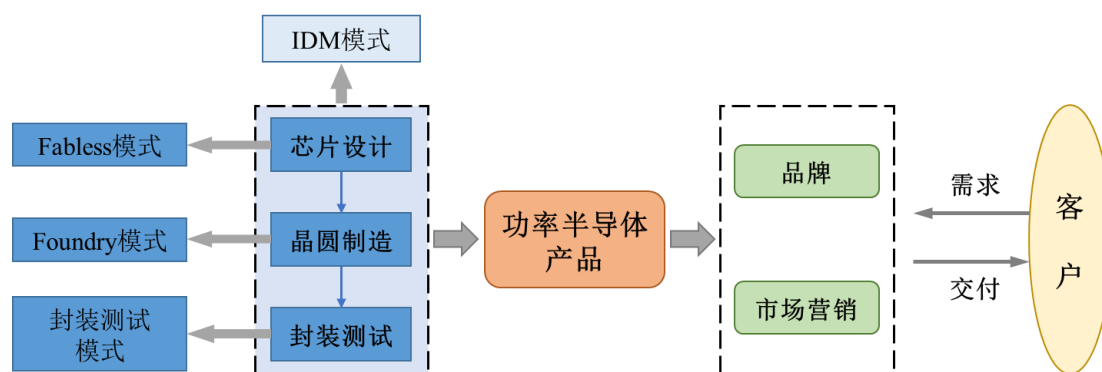 IDM模式
Fabless模式
芯片设计
Foundry模式
晶圆制造
封装测试
模式
封装测试
功率半导体
产品
品牌
市场营销
需求
交付
客
户